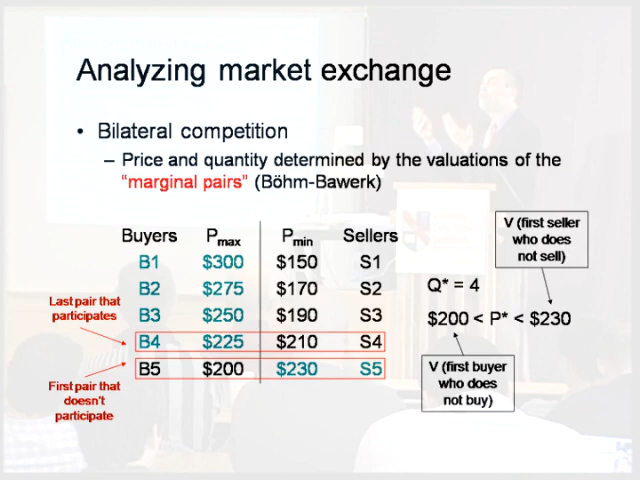 Analyzing market exchange
• Bilateral competition
– Price and quantity determined by the valuations of the
"marginal pairs" (Böhm-Bawerk)
Buyers Pmax Pmin Sellers
B1 $300 $150 S1
B2 $275 $170 S2
B3 $250 $190 S3
B4 $225 $210 S4
B5 $200 $230 S5
Last pair that
participates
First pair that
doesn't
participate
V (first seller
who does
not sell)
Q* = 4
$200 < P* < $230
V (first buyer
who does
not buy)